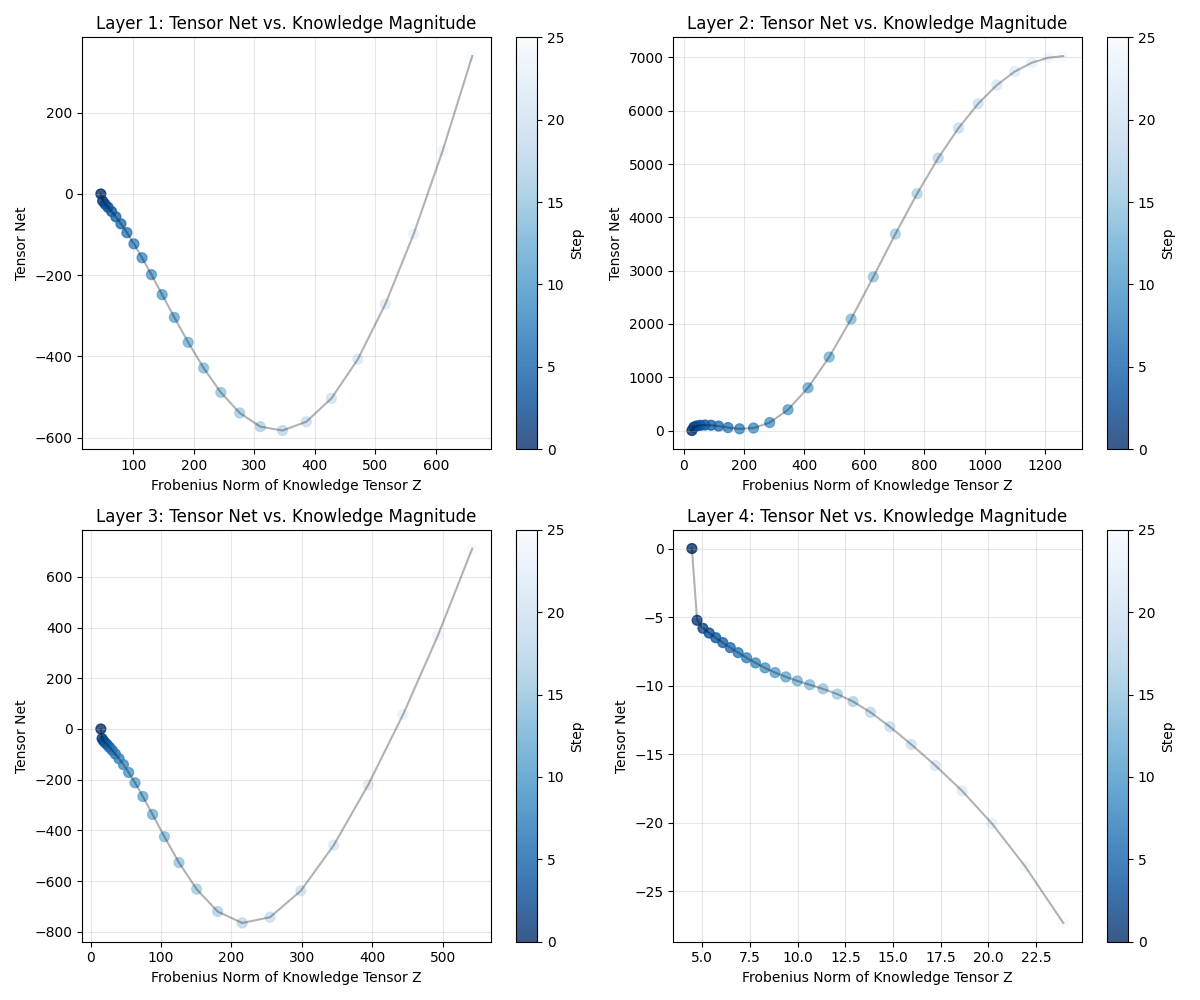 Layer 1: Tensor Net vs. Knowledge Magnitude
200
0
−200
−400
−600
Tensor Net
100 200 300 400 500 600
Frobenius Norm of Knowledge Tensor Z
25
20
15
10
5
0
Step
Layer 2: Tensor Net vs. Knowledge Magnitude
7000
6000
5000
4000
3000
2000
1000
0
Tensor Net
0 200 400 600 800 1000 1200
Frobenius Norm of Knowledge Tensor Z
25
20
15
10
5
0
Step
Layer 3: Tensor Net vs. Knowledge Magnitude
600
400
200
0
−200
−400
−600
−800
Tensor Net
0 100 200 300 400 500
Frobenius Norm of Knowledge Tensor Z
25
20
15
10
5
0
Step
Layer 4: Tensor Net vs. Knowledge Magnitude
0
−5
−10
−15
−20
−25
Tensor Net
5.0 7.5 10.0 12.5 15.0 17.5 20.0 22.5
Frobenius Norm of Knowledge Tensor Z
25
20
15
10
5
0
Step